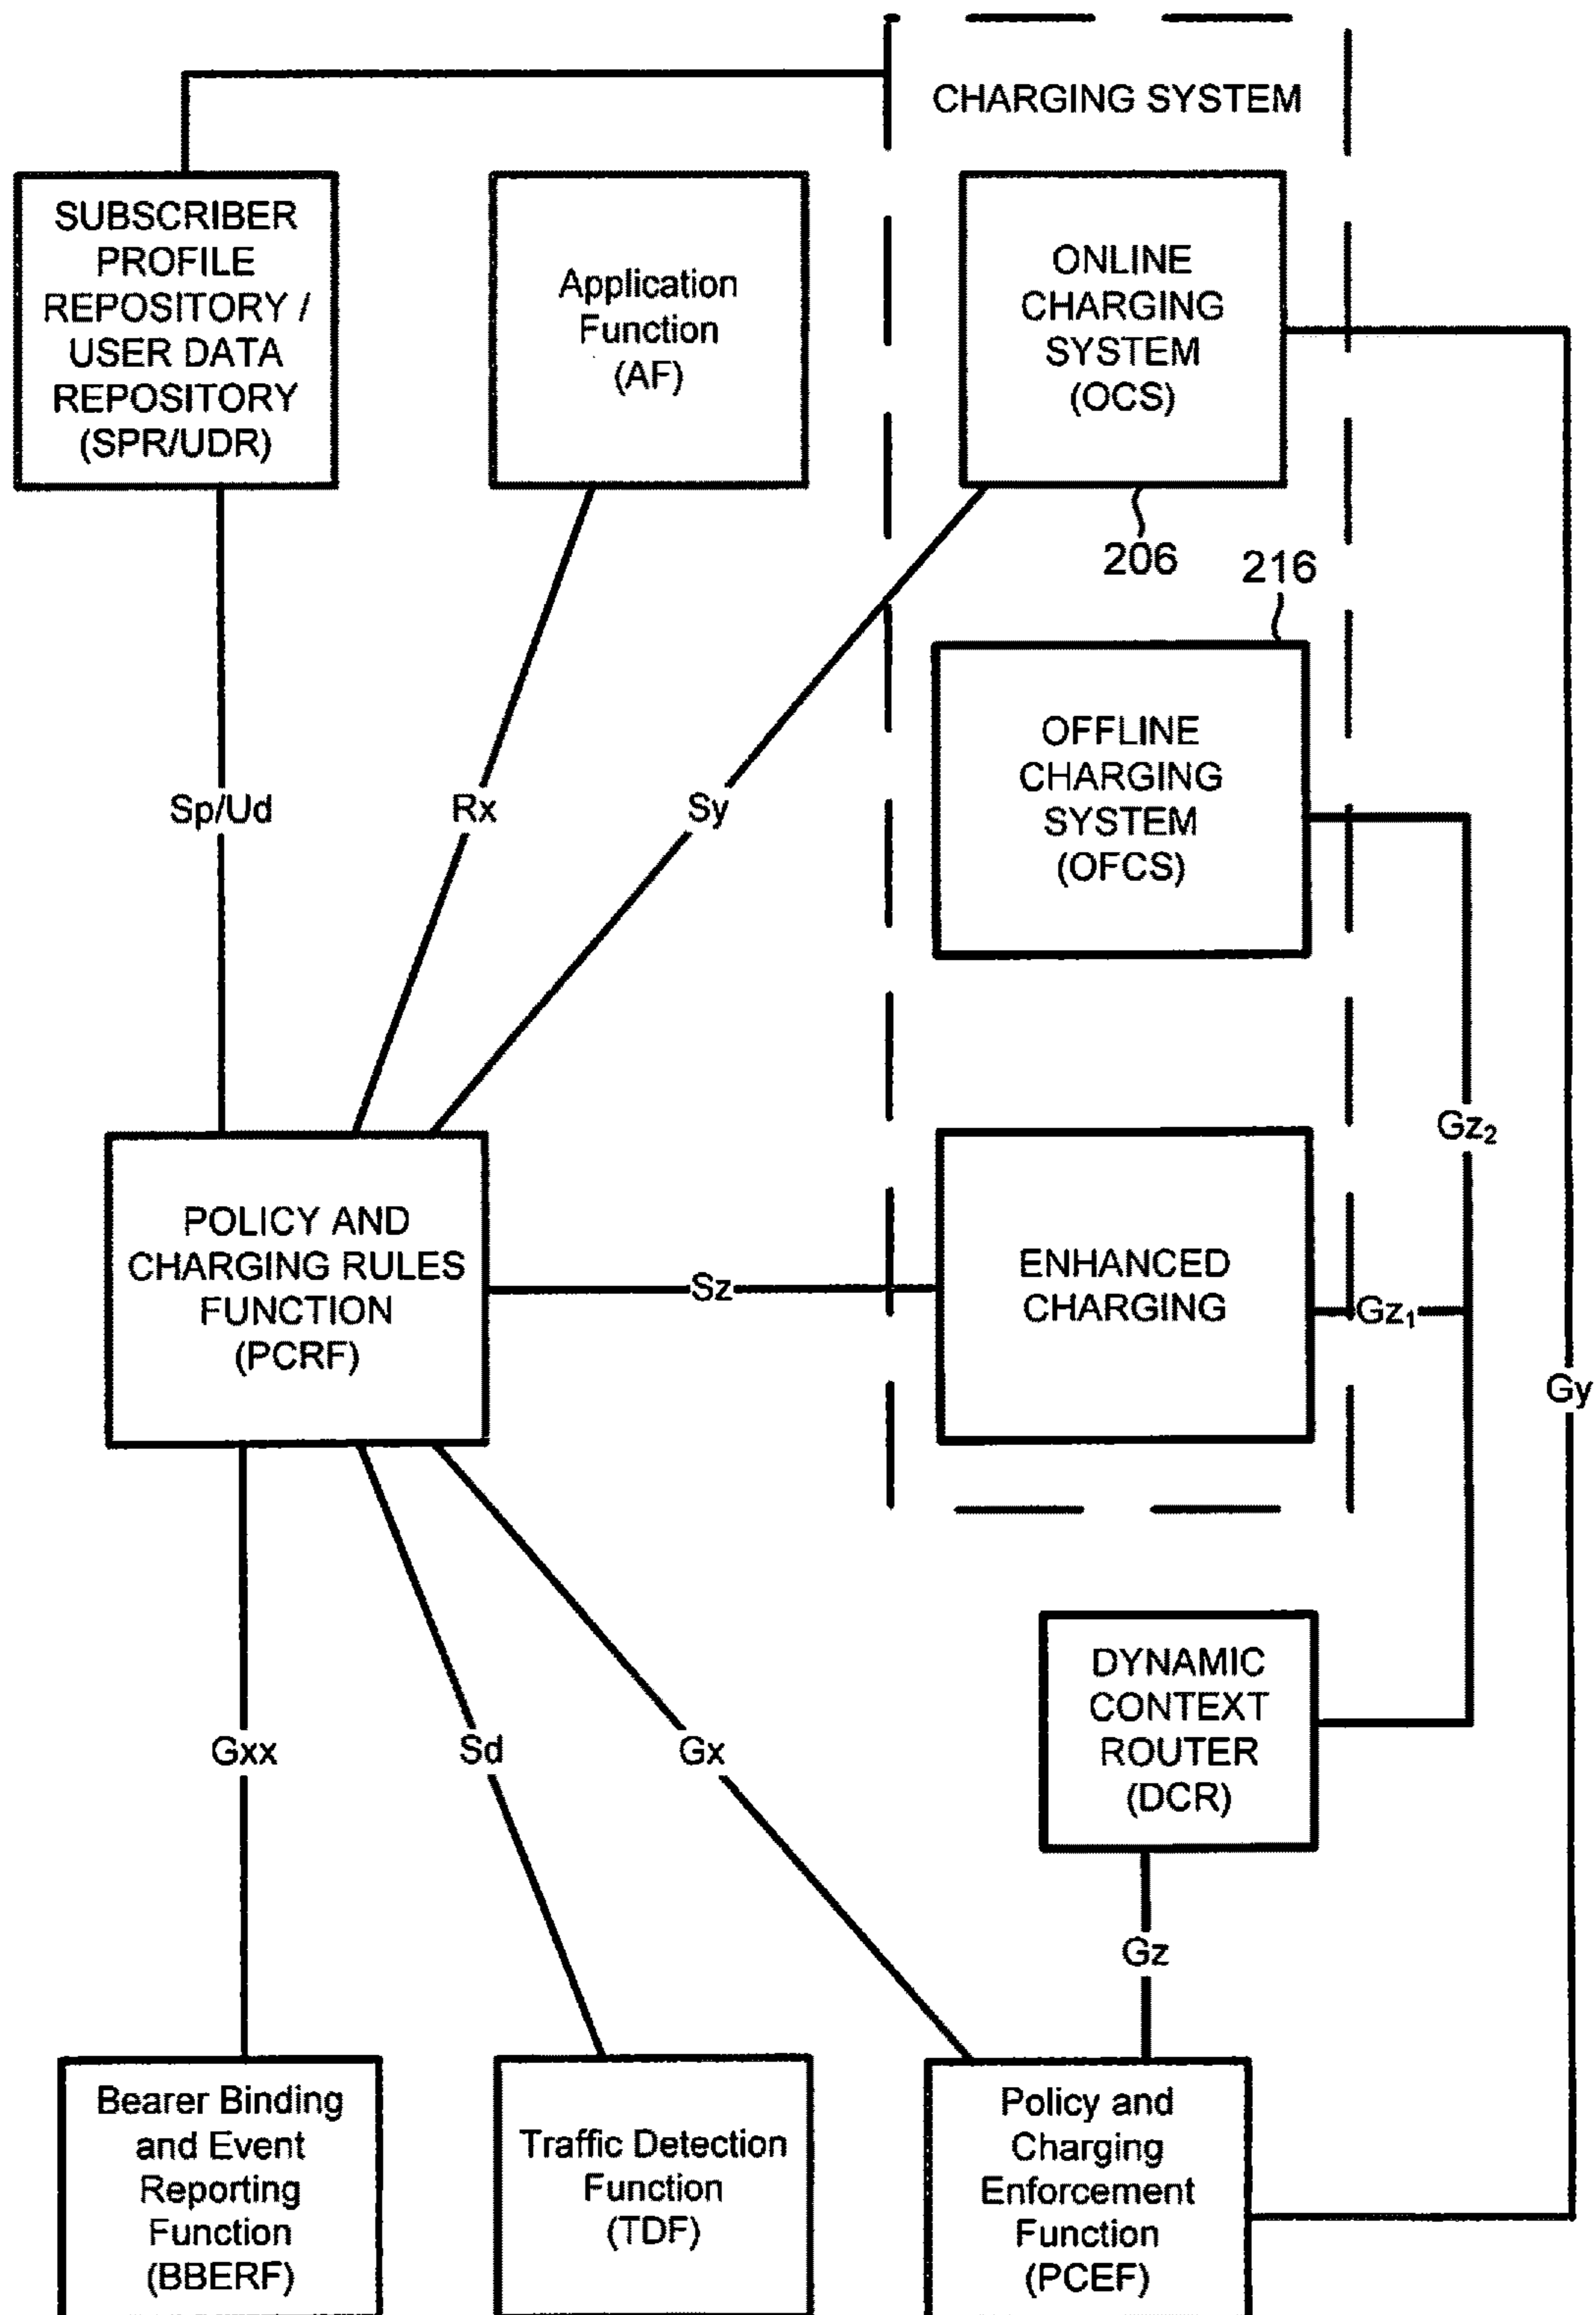 CHARGING SYSTEM
SUBSCRIBER
PROFILE
REPOSITORY /
USER DATA
REPOSITORY
(SPR/UDR)
Application
Function
(AF)
ONLINE
CHARGING
SYSTEM
(OCS)
206
216
OFFLINE
CHARGING
SYSTEM
(OFCS)
Sp/Ud
Rx
Sy
Gz₂
POLICY AND
CHARGING RULES
FUNCTION
(PCRF)
Sz
ENHANCED
CHARGING
Gz₁
Gy
DYNAMIC
CONTEXT
ROUTER
(DCR)
Gxx
Sd
Gx
Gz
Bearer Binding
and Event
Reporting
Function
(BBERF)
Traffic Detection
Function
(TDF)
Policy and
Charging
Enforcement
Function
(PCEF)